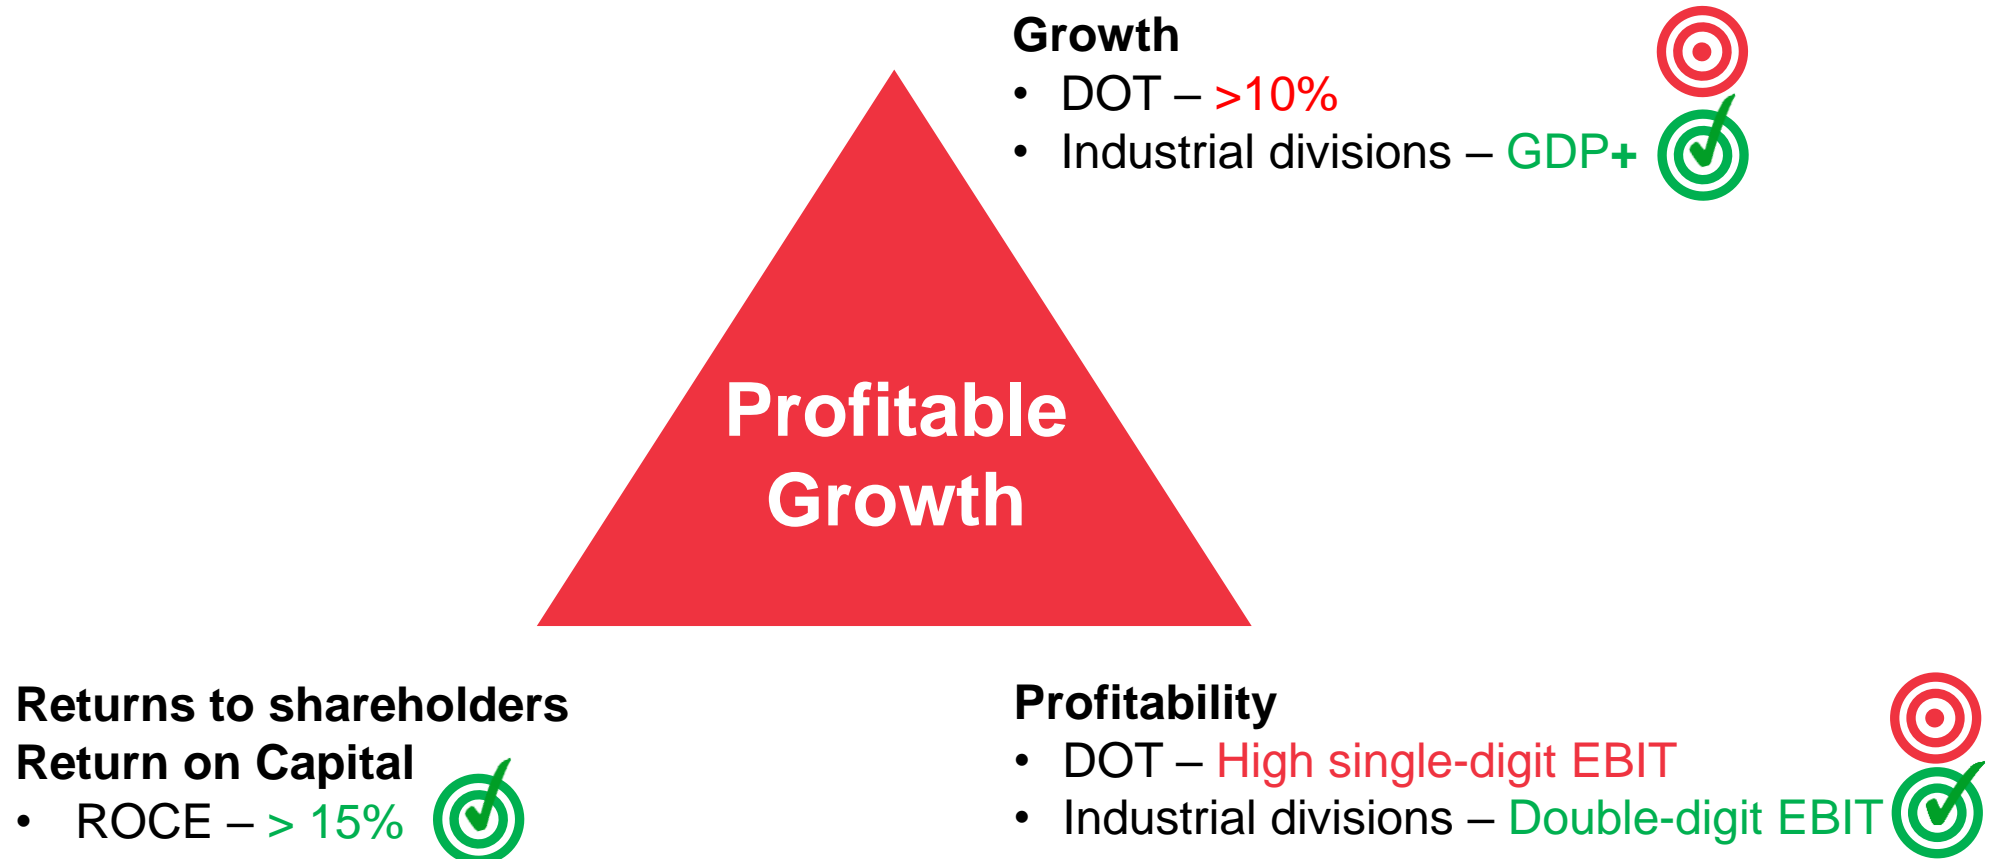 Growth
• DOT – >10%
• Industrial divisions – GDP+
Profitable
Growth
Returns to shareholders
Return on Capital
• ROCE – > 15%
Profitability
• DOT – High single-digit EBIT
• Industrial divisions – Double-digit EBIT